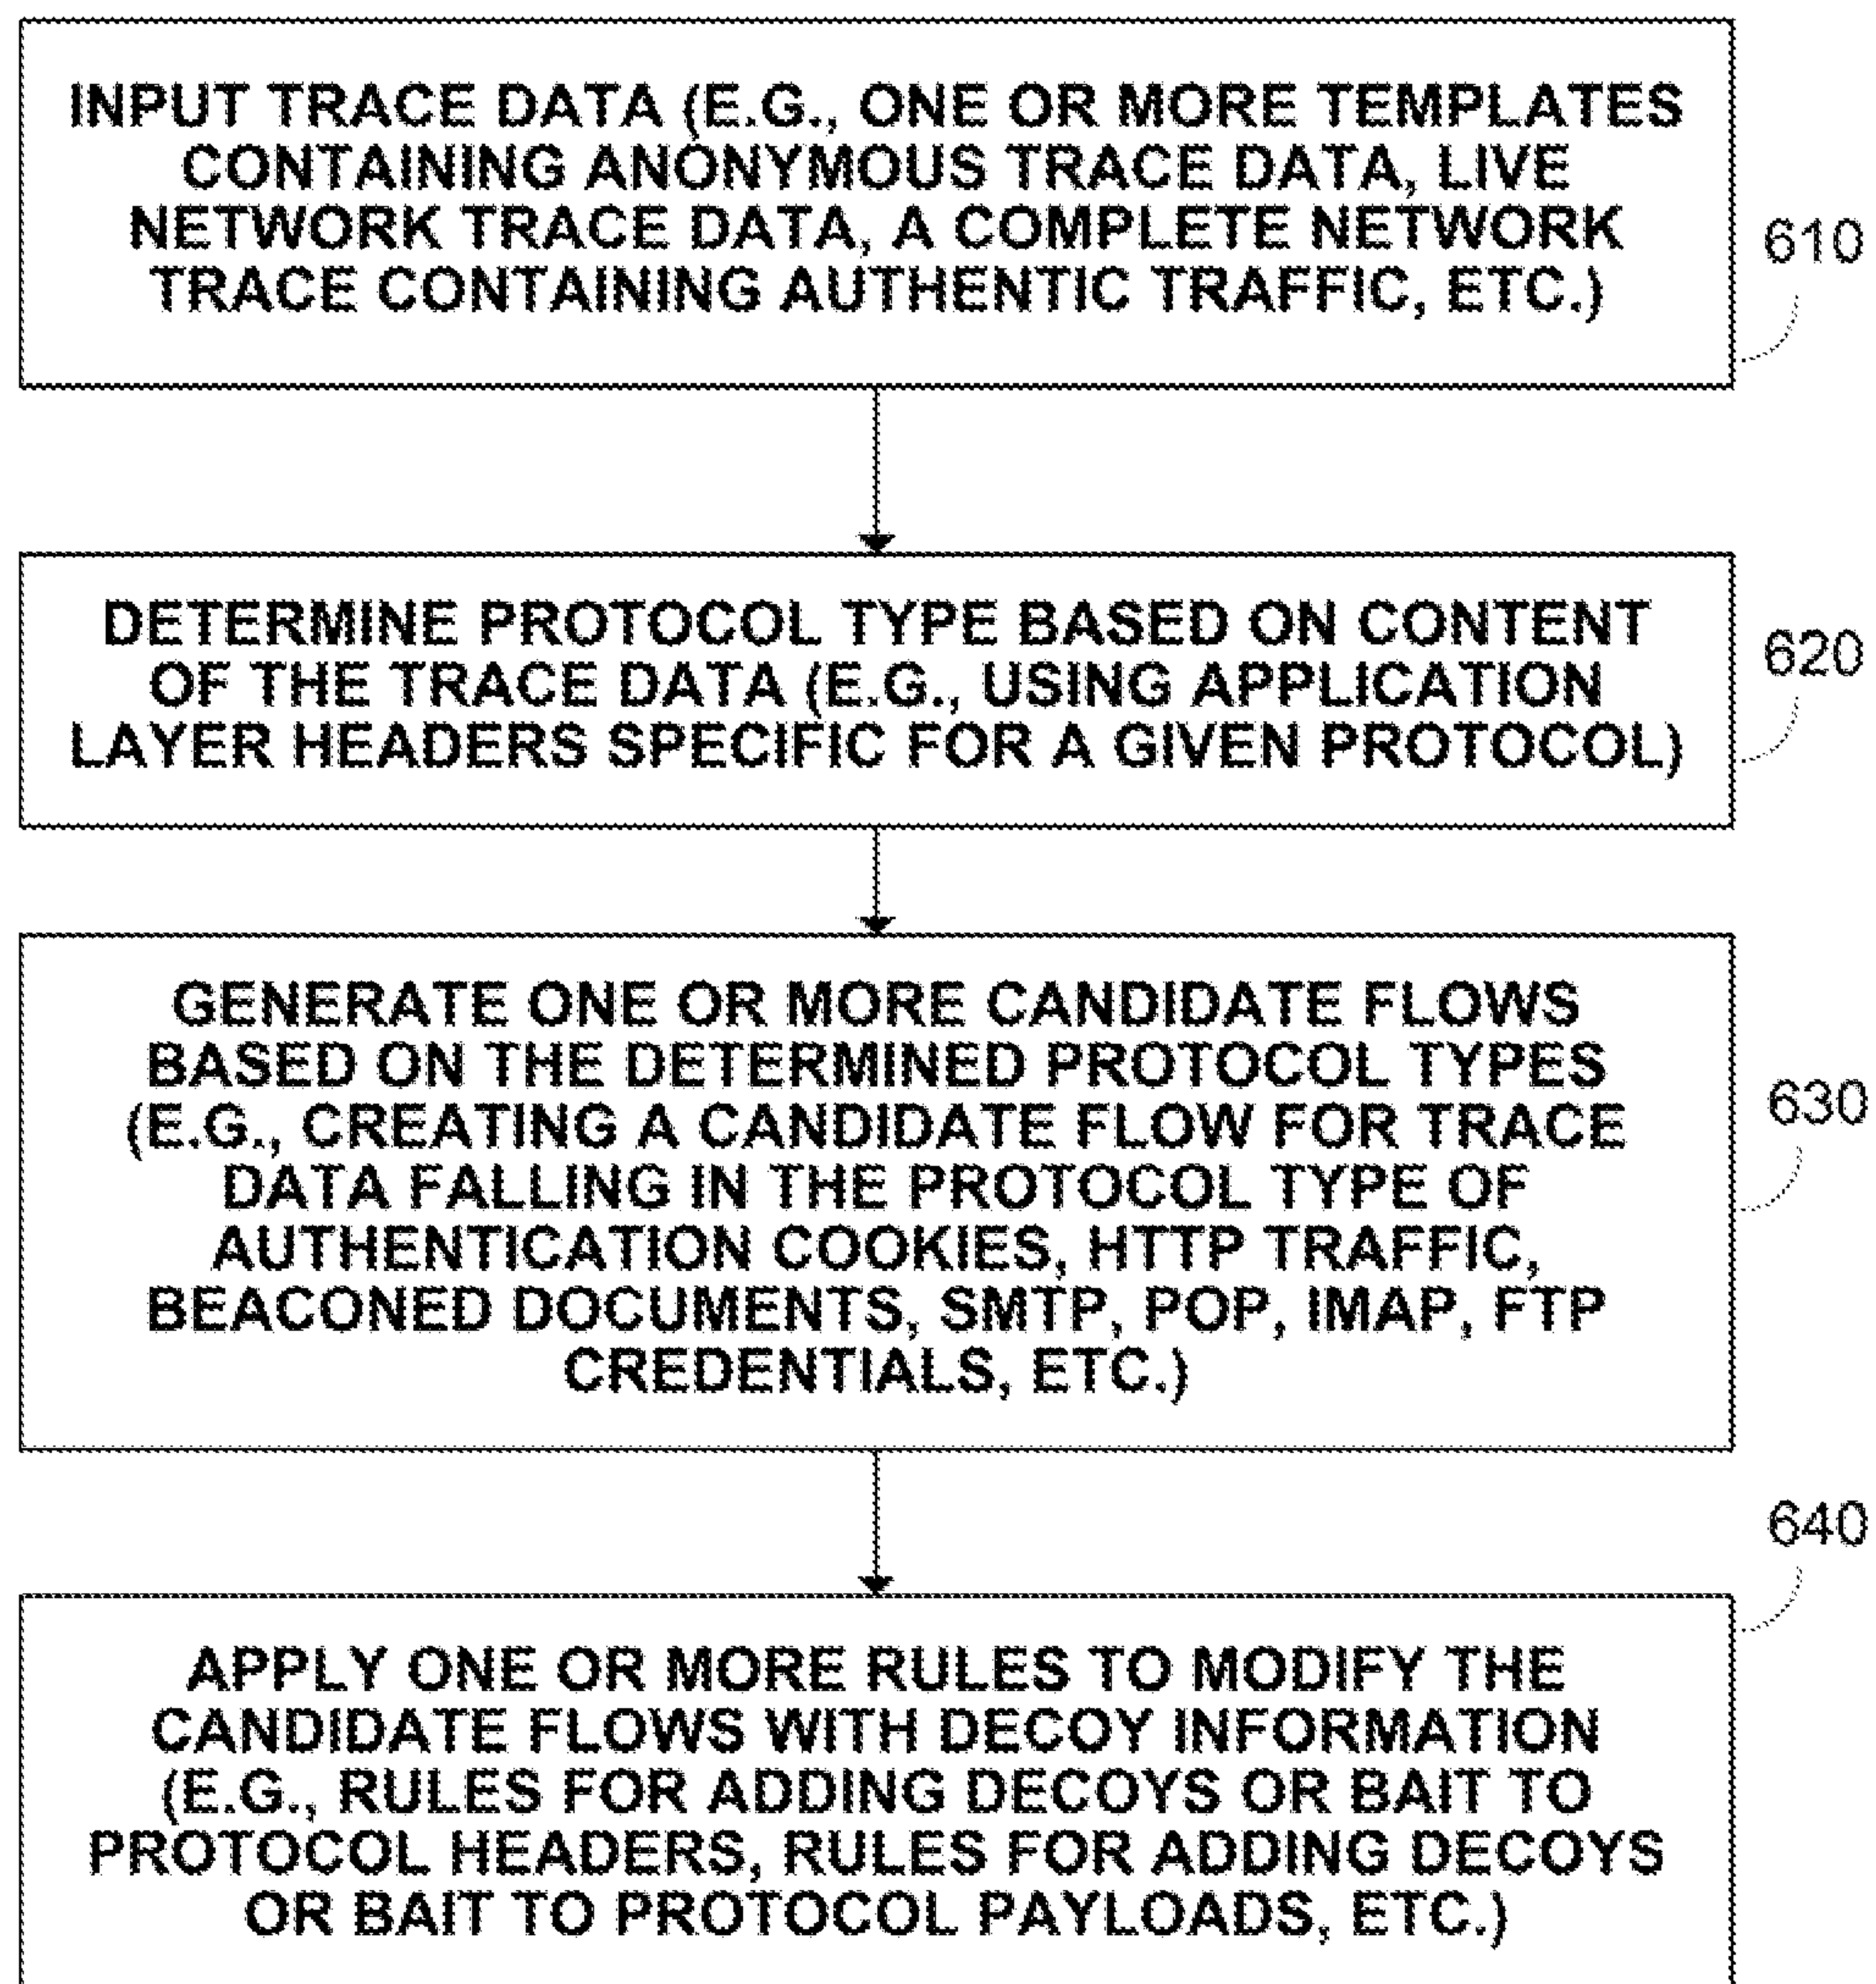 INPUT TRACE DATA (E.G., ONE OR MORE TEMPLATES
CONTAINING ANONYMOUS TRACE DATA, LIVE
NETWORK TRACE DATA, A COMPLETE NETWORK
TRACE CONTAINING AUTHENTIC TRAFFIC, ETC.)
610
DETERMINE PROTOCOL TYPE BASED ON CONTENT
OF THE TRACE DATA (E.G., USING APPLICATION
LAYER HEADERS SPECIFIC FOR A GIVEN PROTOCOL)
620
GENERATE ONE OR MORE CANDIDATE FLOWS
BASED ON THE DETERMINED PROTOCOL TYPES
(E.G., CREATING A CANDIDATE FLOW FOR TRACE
DATA FALLING IN THE PROTOCOL TYPE OF
AUTHENTICATION COOKIES, HTTP TRAFFIC,
BEACONED DOCUMENTS, SMTP, POP, IMAP, FTP
CREDENTIALS, ETC.)
630
640
APPLY ONE OR MORE RULES TO MODIFY THE
CANDIDATE FLOWS WITH DECOY INFORMATION
(E.G., RULES FOR ADDING DECOYS OR BAIT TO
PROTOCOL HEADERS, RULES FOR ADDING DECOYS
OR BAIT TO PROTOCOL PAYLOADS, ETC.)